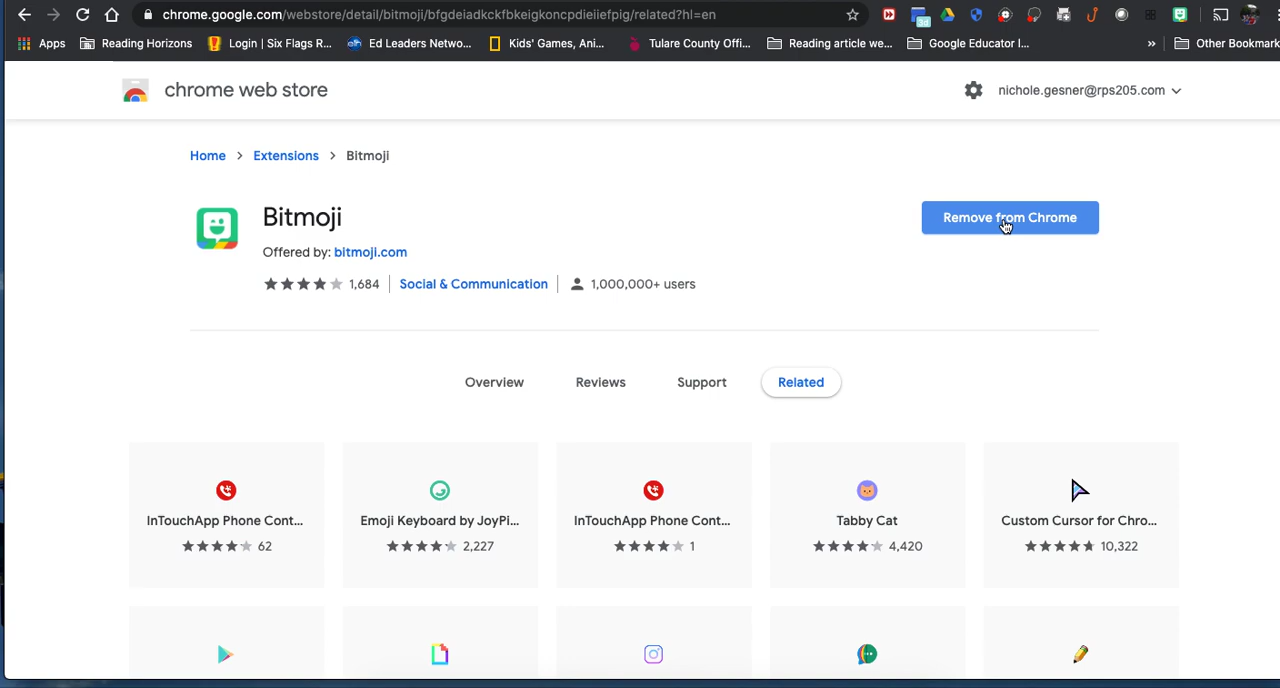 chrome.google.com/webstore/detail/bitmoji/bfgdeiadkckfbkeigkoncpdieiiefpig/related?hl=en
Apps Reading Horizons Login | Six Flags R... Ed Leaders Netwo... Kids' Games, Ani... Tulare County Offi... Reading article we... Google Educator I... » Other Bookmark
chrome web store nichole.gesner@rps205.com
Home > Extensions > Bitmoji
Bitmoji
Remove from Chrome
Offered by: bitmoji.com
1,684 Social & Communication 1,000,000+ users
Overview Reviews Support Related
InTouchApp Phone Cont... Emoji Keyboard by JoyPi... InTouchApp Phone Cont... Tabby Cat Custom Cursor for Chro...
62 2,227 1 4,420 10,322